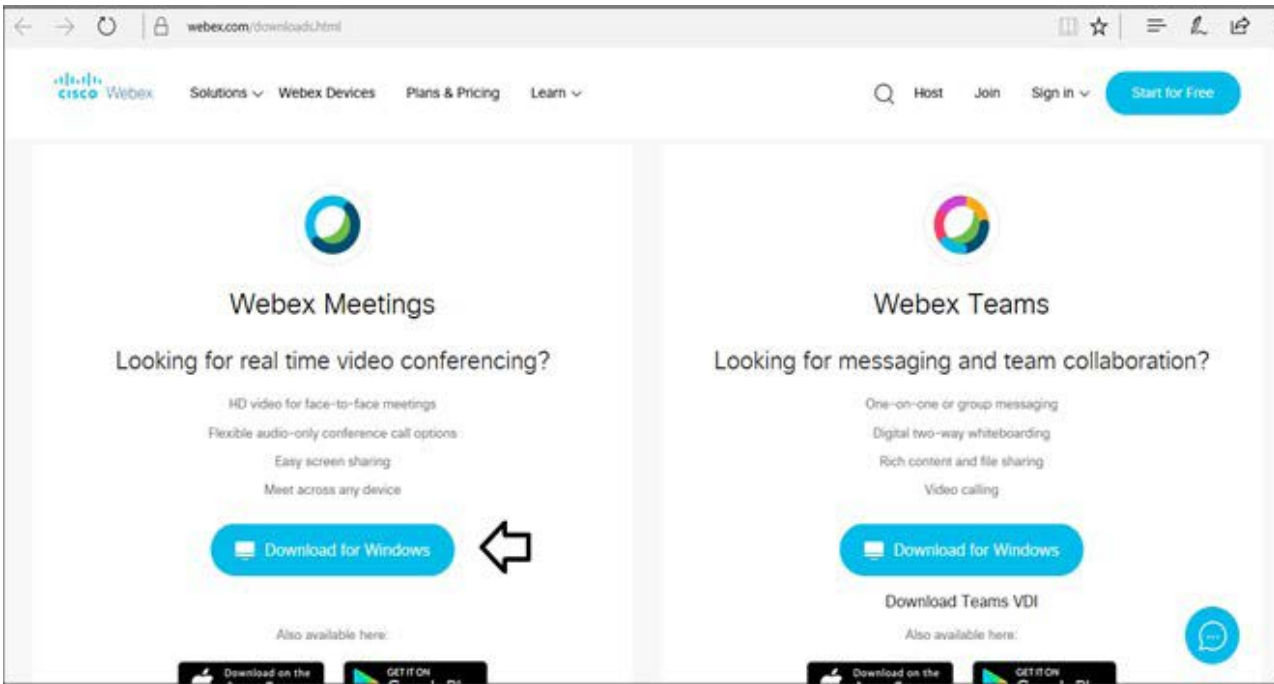 webex.com/downloads.html
CISCO Webex Solutions Webex Devices Plans & Pricing Learn Host Join Sign in Start for Free
Webex Meetings
Looking for real time video conferencing?
HD video for face-to-face meetings
Flexible audio-only conference call options
Easy screen sharing
Meet across any device
Download for Windows
Also available here:
Download on the
GET IT ON
Webex Teams
Looking for messaging and team collaboration?
One-on-one or group messaging
Digital two-way whiteboarding
Rich content and file sharing
Video calling
Download for Windows
Download Teams VDI
Also available here:
Download on the
GET IT ON